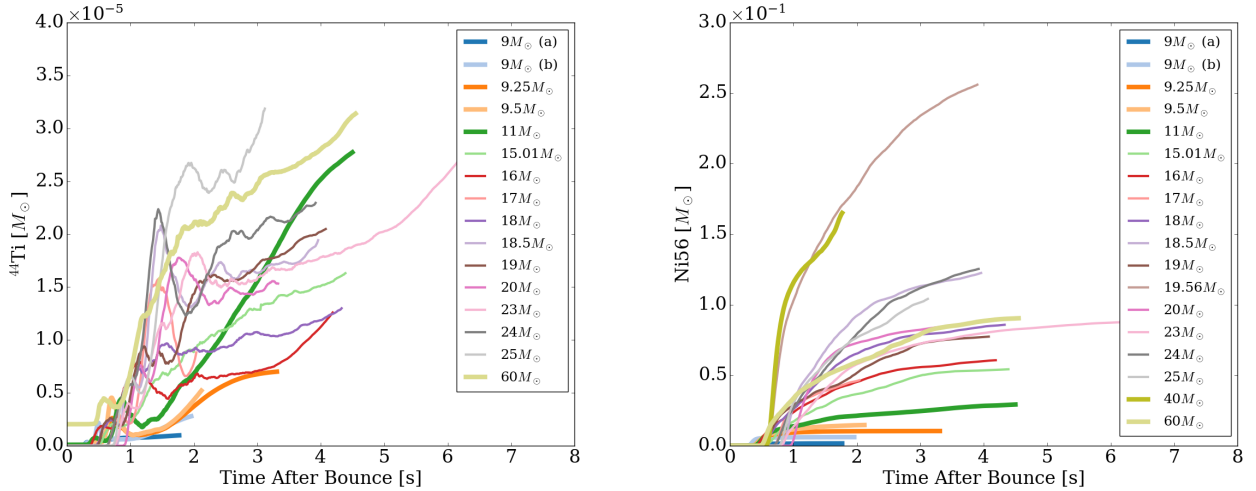 ×10⁻⁵
4.0
3.5
3.0
2.5
2.0
1.5
1.0
0.5
0.0
⁴⁴Ti [M⊙]
0 1 2 3 4 5 6 7 8
Time After Bounce [s]
9M⊙ (a)
9M⊙ (b)
9.25M⊙
9.5M⊙
11M⊙
15.01M⊙
16M⊙
17M⊙
18M⊙
18.5M⊙
19M⊙
20M⊙
23M⊙
24M⊙
25M⊙
60M⊙
×10⁻¹
3.0
2.5
2.0
1.5
1.0
0.5
0.0
Ni56 [M⊙]
0 1 2 3 4 5 6 7 8
Time After Bounce [s]
9M⊙ (a)
9M⊙ (b)
9.25M⊙
9.5M⊙
11M⊙
15.01M⊙
16M⊙
17M⊙
18M⊙
18.5M⊙
19M⊙
19.56M⊙
20M⊙
23M⊙
24M⊙
25M⊙
40M⊙
60M⊙